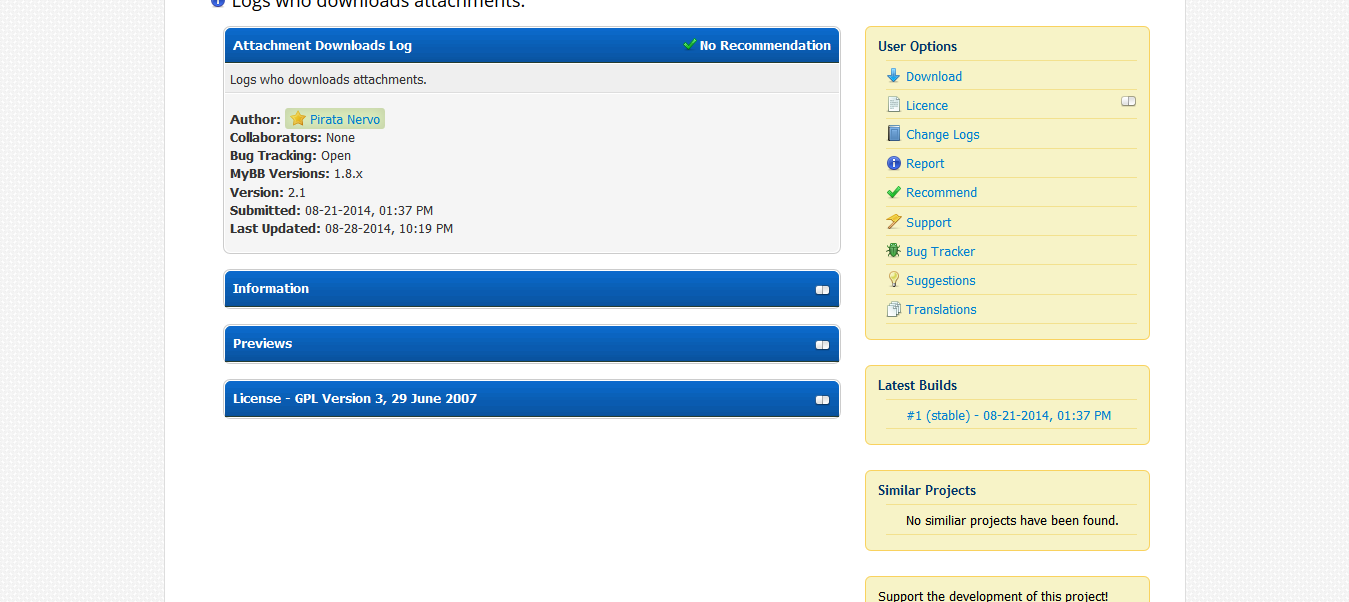 Logs who downloads attachments.
Attachment Downloads Log
No Recommendation
Logs who downloads attachments.
Author: Pirata Nervo
Collaborators: None
Bug Tracking: Open
MyBB Versions: 1.8.x
Version: 2.1
Submitted: 08-21-2014, 01:37 PM
Last Updated: 08-28-2014, 10:19 PM
Information
Previews
License - GPL Version 3, 29 June 2007
User Options
Download
Licence
Change Logs
Report
Recommend
Support
Bug Tracker
Suggestions
Translations
Latest Builds
#1 (stable) - 08-21-2014, 01:37 PM
Similar Projects
No similiar projects have been found.
Support the development of this project!